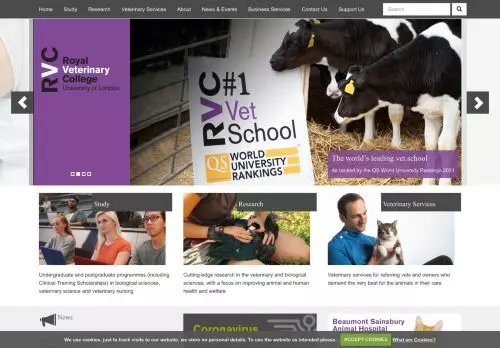 Home Study Research Veterinary Services About News & Events Business Services Contact Us Support Us Search
RVC
Royal
Veterinary
College
University of London
RVC
#1
Vet
School
QS WORLD
UNIVERSITY
RANKINGS
The world's leading vet school
As ranked by the QS World University Rankings 2021
Study
Research
Veterinary Services
Undergraduate and postgraduate programmes (including
Clinical Training Scholarships) in biological sciences,
veterinary science and veterinary nursing
Cutting-edge research in the veterinary and biological
sciences, with a focus on improving animal and human
health and welfare
Veterinary services for referring vets and owners who
demand the very best for the animals in their care
News
Coronavirus
Beaumont Sainsbury
Animal Hospital
We use cookies, just to track visits to our website, we store no personal details. To use the website as intended please... ACCEPT COOKIES What are cookies?